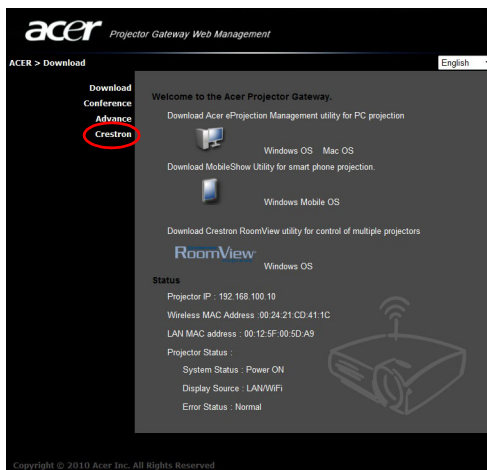 acer Projector Gateway Web Management
ACER > Download
English
Download
Conference
Advance
Crestron
Welcome to the Acer Projector Gateway.
Download Acer eProjection Management utility for PC projection
Windows OS Mac OS
Download MobileShow Utility for smart phone projection.
Windows Mobile OS
Download Crestron RoomView utility for control of multiple projectors
RoomView
Windows OS
Status
Projector IP : 192.168.100.10
Wireless MAC Address :00:24:21:CD:41:1C
LAN MAC address : 00:12:5F:00:5D:A9
Projector Status :
System Status : Power ON
Display Source : LAN/WiFi
Error Status : Normal
Copyright © 2010 Acer Inc. All Rights Reserved